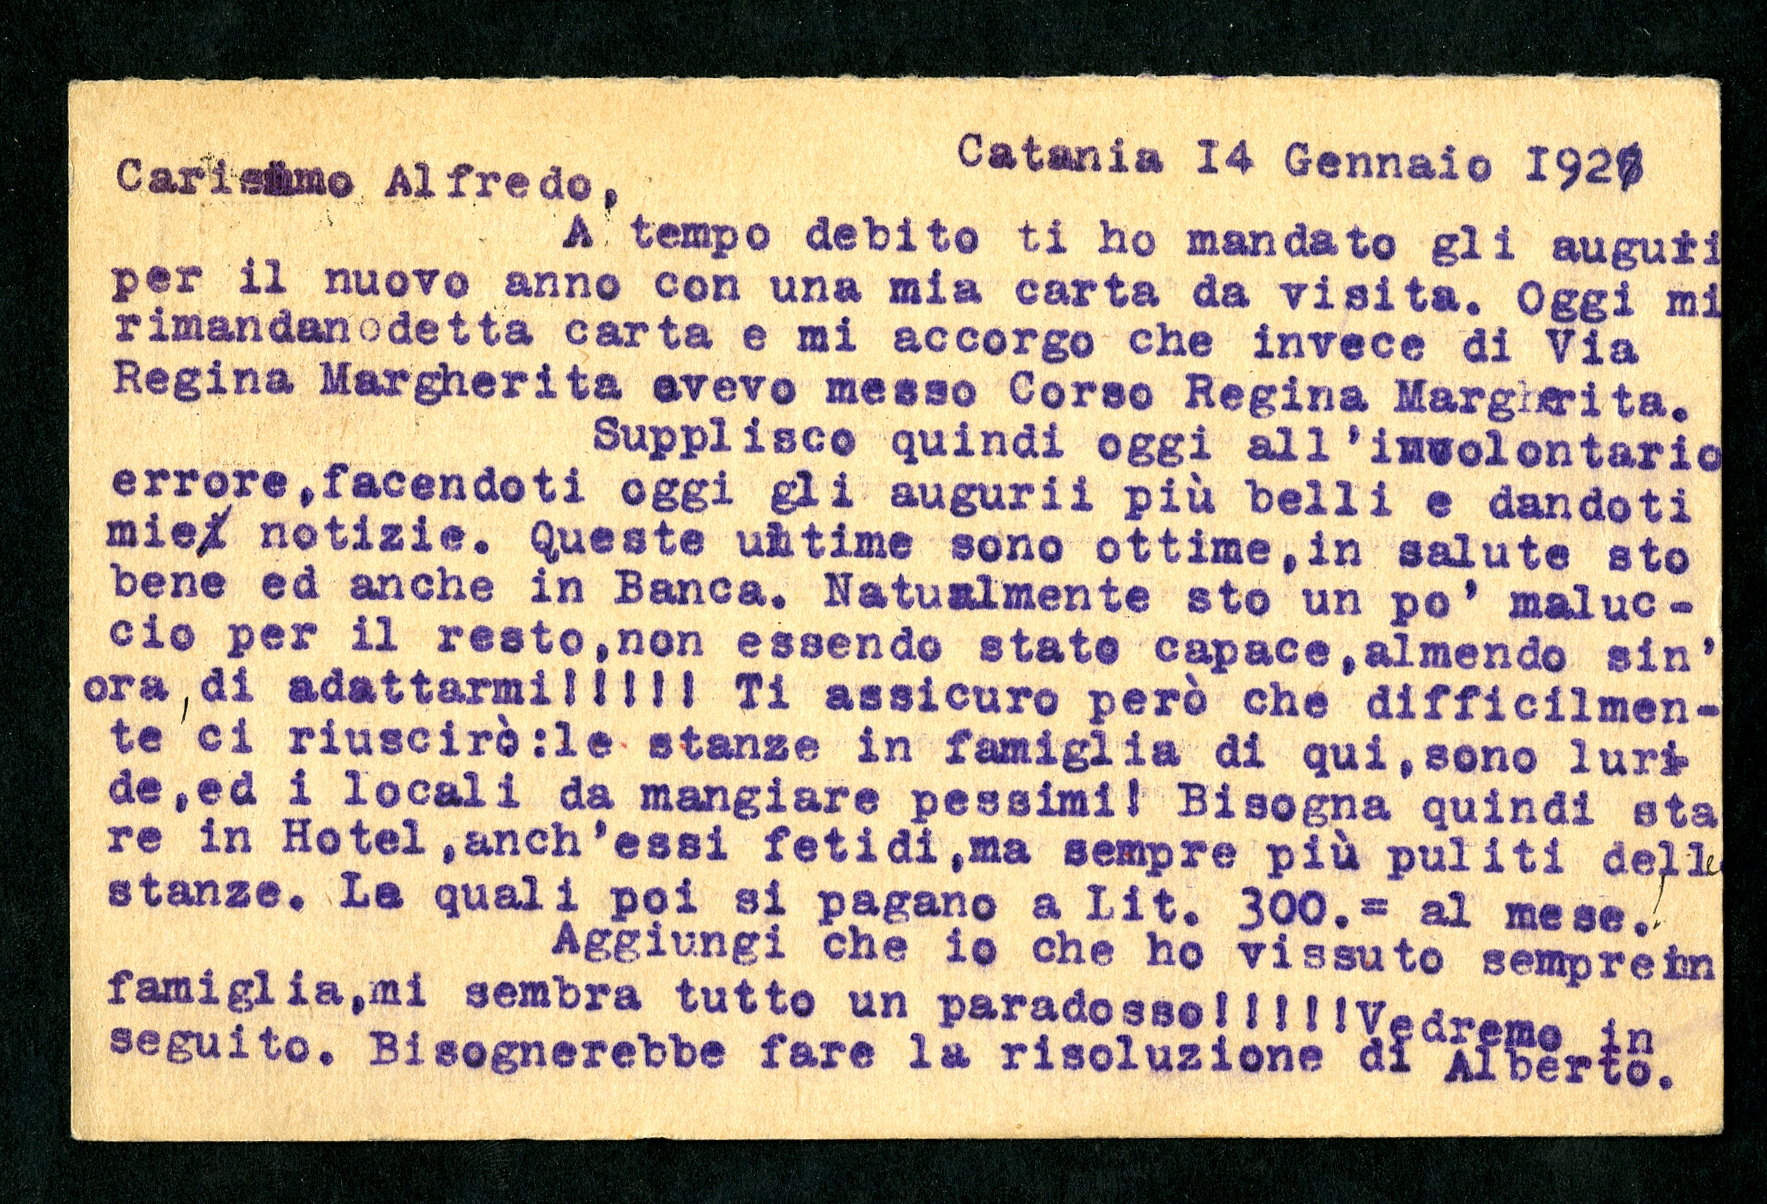 Catania I4 Gennaio I928
Carissimo Alfredo,
A tempo debito ti ho mandato gli auguri
per il nuovo anno con una mia carta da visita. Oggi mi
rimandanodetta carta e mi accorgo che invece di Via
Regina Margherita avevo messo Corso Regina Margherita.
Supplisco quindi oggi all'involontario
errore,facendoti oggi gli augurii più belli e dandoti
mie notizie. Queste ultime sono ottime,in salute sto
bene ed anche in Banca. Natualmente sto un po' maluc-
cio per il resto,non essendo stato capace,almendo sin'
ora, di adattarmi!!!!! Ti assicuro però che difficilmen-
te ci riuscirò:le stanze in famiglia di qui,sono luri-
de,ed i locali da mangiare pessimi! Bisogna quindi sta
re in Hotel,anch'essi fetidi,ma sempre più puliti delle
stanze. Le quali poi si pagano a Lit. 300.= al mese.!
Aggiungi che io che ho vissuto semprein
famiglia,mi sembra tutto un paradosso!!!!!Vedremo in
seguito. Bisognerebbe fare la risoluzione di Alberto.